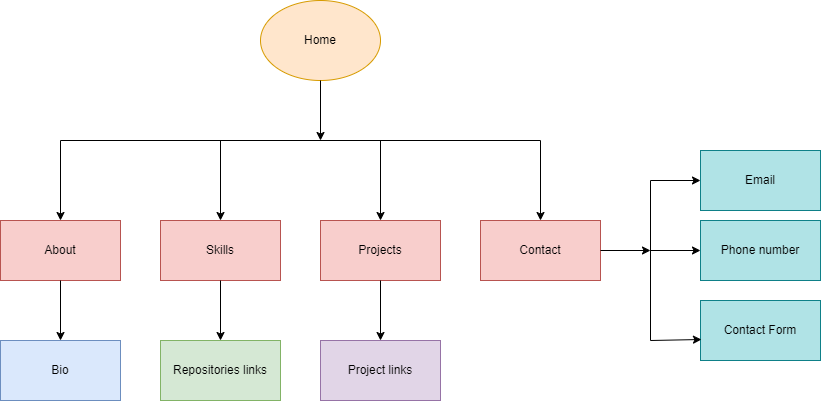 Home
About
Skills
Projects
Contact
Email
Phone number
Contact Form
Bio
Repositories links
Project links